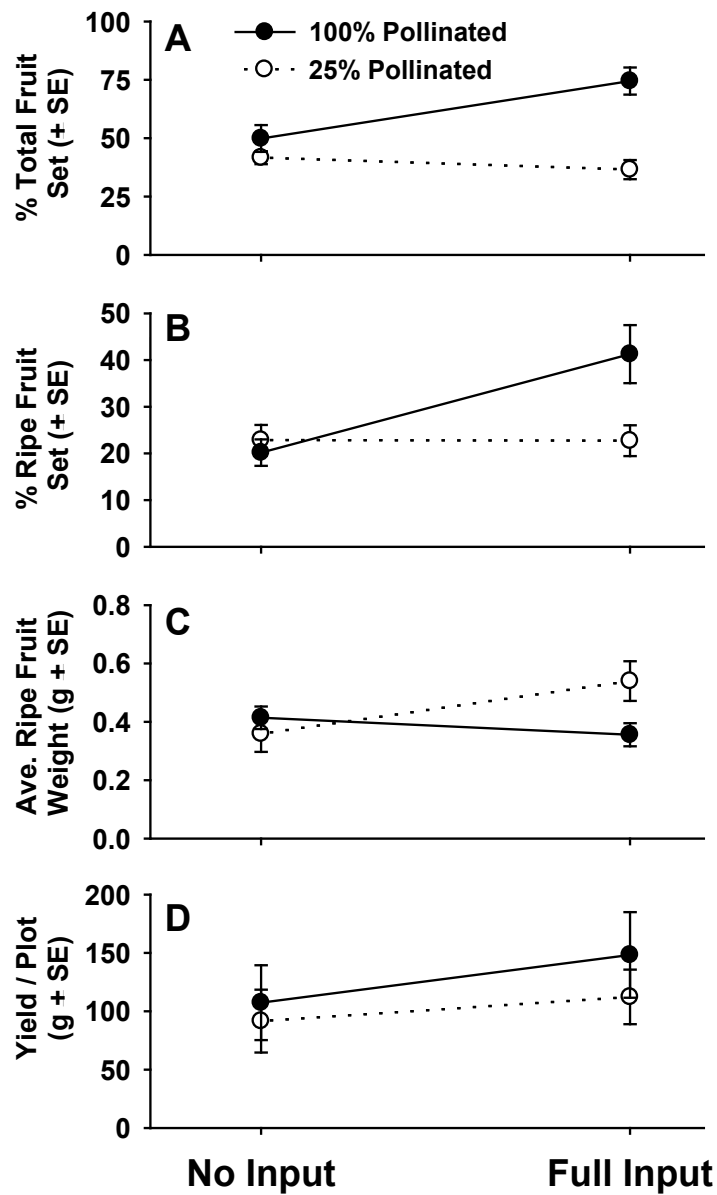 A
100% Pollinated
25% Pollinated
% Total Fruit
Set (+ SE)
100
75
50
25
0
B
% Ripe Fruit
Set (+ SE)
50
40
30
20
10
0
C
Ave. Ripe Fruit
Weight (g + SE)
0.8
0.6
0.4
0.2
0.0
D
Yield / Plot
(g + SE)
200
150
100
50
0
No Input
Full Input